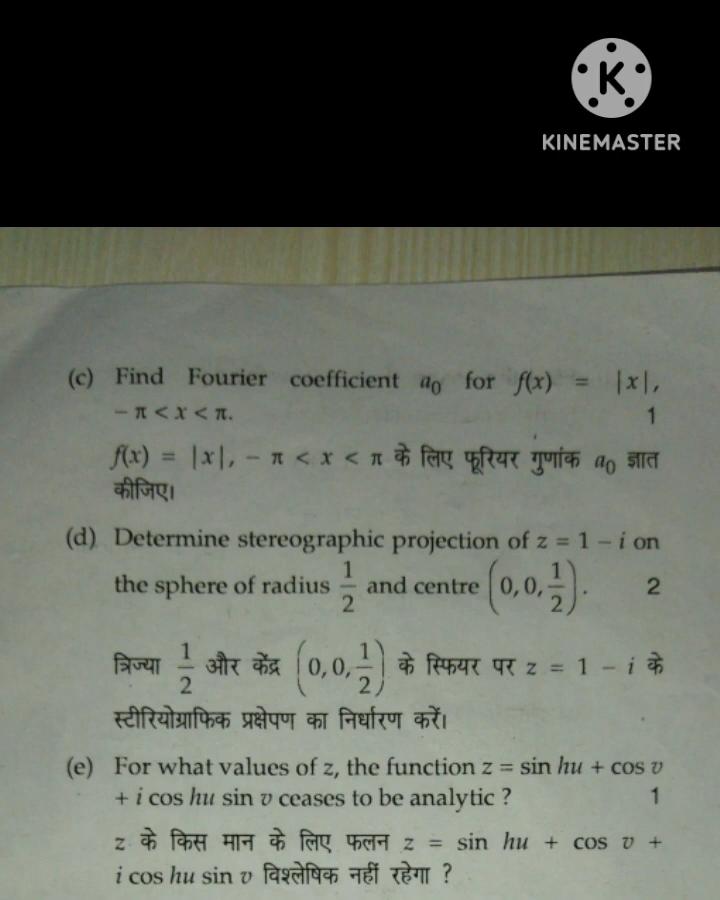 K
KINEMASTER
(c) Find Fourier coefficient a₀ for f(x) = |x|,
– π < x < π. 1
f(x) = |x|, – π < x < π के लिए फूरियर गुणांक a₀ ज्ञात
कीजिए।
(d) Determine stereographic projection of z = 1 – i on
the sphere of radius 1/2 and centre (0, 0, 1/2). 2
त्रिज्या 1/2 और केंद्र (0, 0, 1/2) के स्फियर पर z = 1 – i के
स्टीरियोग्राफिक प्रक्षेपण का निर्धारण करें।
(e) For what values of z, the function z = sin hu + cos v
+ i cos hu sin v ceases to be analytic ? 1
z के किस मान के लिए फलन z = sin hu + cos v +
i cos hu sin v विश्लेषिक नहीं रहेगा ?